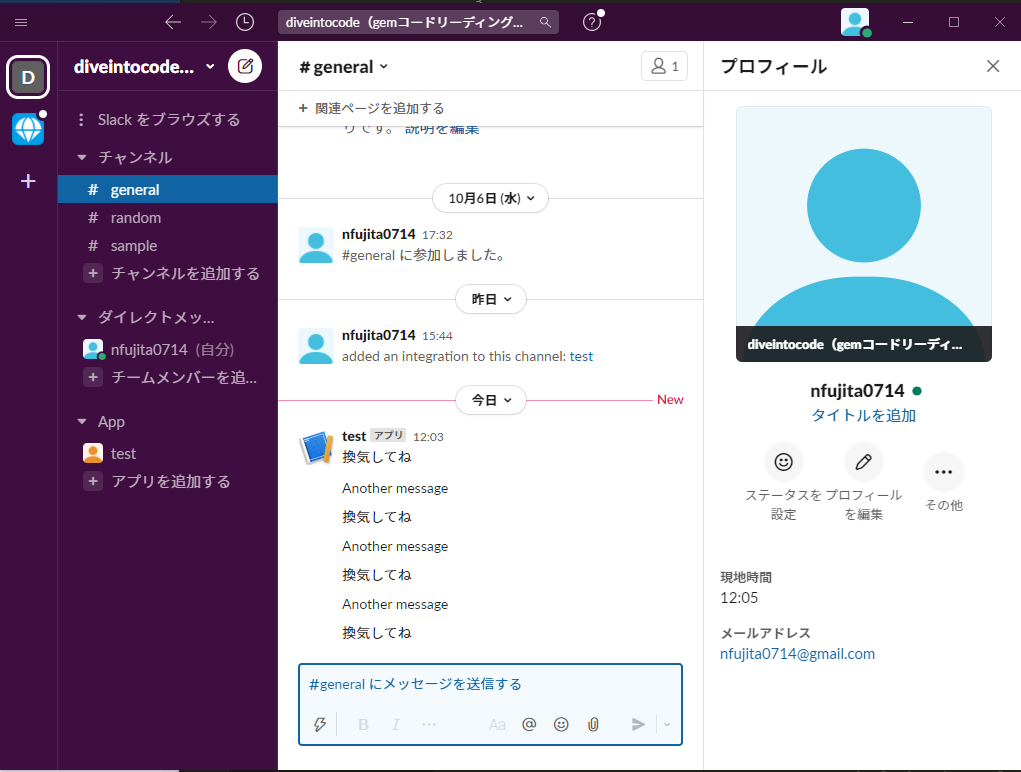 diveintocode（gemコードリーディング...
D
diveintocode...
Slack をブラウズする
チャンネル
# general
# random
# sample
+ チャンネルを追加する
ダイレクトメッ...
nfujita0714 （自分）
+ チームメンバーを追...
App
test
+ アプリを追加する
#general
1
+ 関連ページを追加する
りです。 説明を編集
10月6日 (水)
nfujita0714 17:32
#general に参加しました。
昨日
nfujita0714 15:44
added an integration to this channel: test
今日
New
test アプリ 12:03
換気してね
Another message
換気してね
Another message
換気してね
Another message
換気してね
#general にメッセージを送信する
B I ... Aa @
プロフィール
diveintocode（gemコードリーディ...
nfujita0714
タイトルを追加
ステータスを
設定
プロフィール
を編集
その他
現地時間
12:05
メールアドレス
nfujita0714@gmail.com